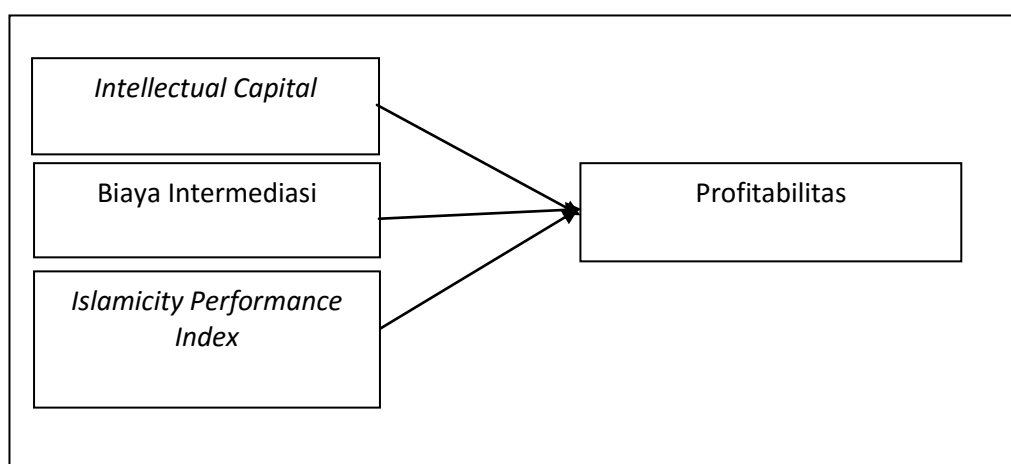 Intellectual Capital
Biaya Intermediasi
Islamicity Performance
Index
Profitabilitas